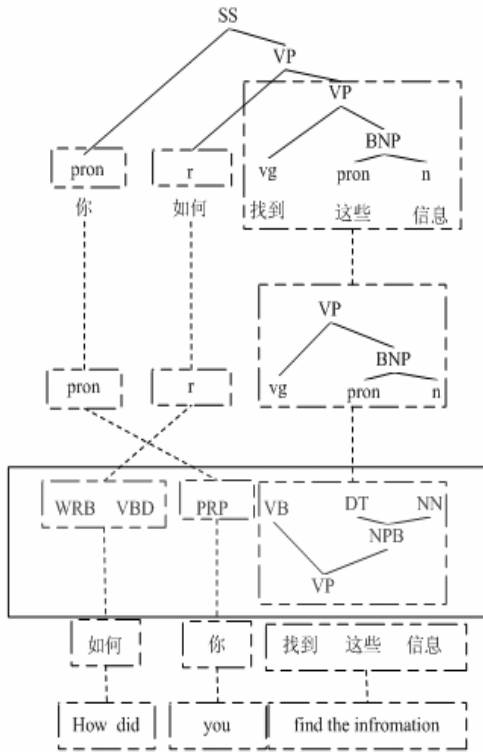 SS
VP
VP
BNP
pron r vg pron n
你 如何 找到 这些 信息
VP
BNP
pron r vg pron n
WRB VBD PRP VB DT NN
NPB
VP
如何 你 找到 这些 信息
How did you find the infromation